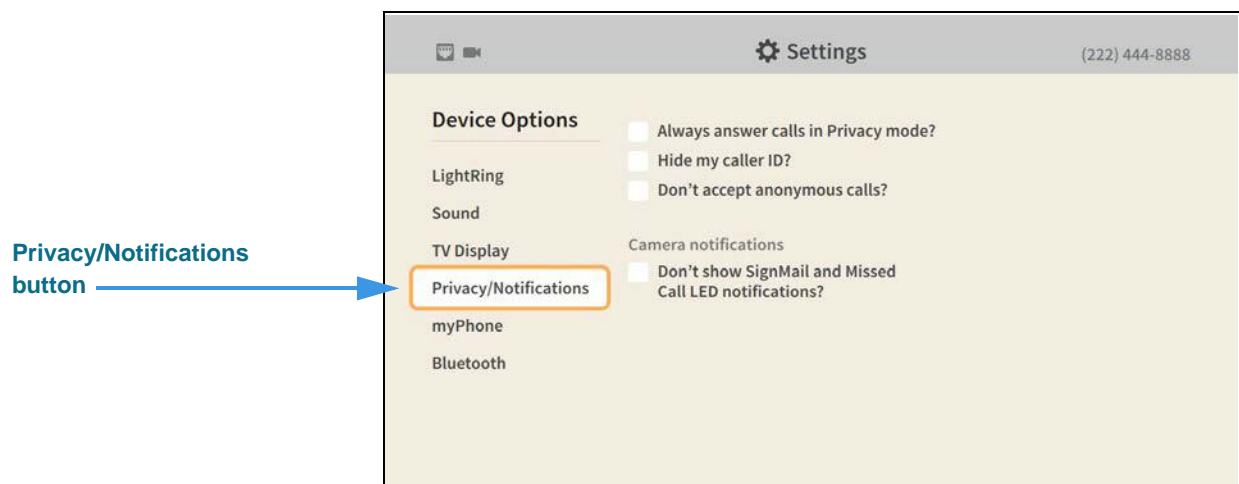 Settings
(222) 444-8888
Device Options
LightRing
Sound
TV Display
Privacy/Notifications
myPhone
Bluetooth
Always answer calls in Privacy mode?
Hide my caller ID?
Don’t accept anonymous calls?
Camera notifications
Don’t show SignMail and Missed
Call LED notifications?
Privacy/Notifications
button